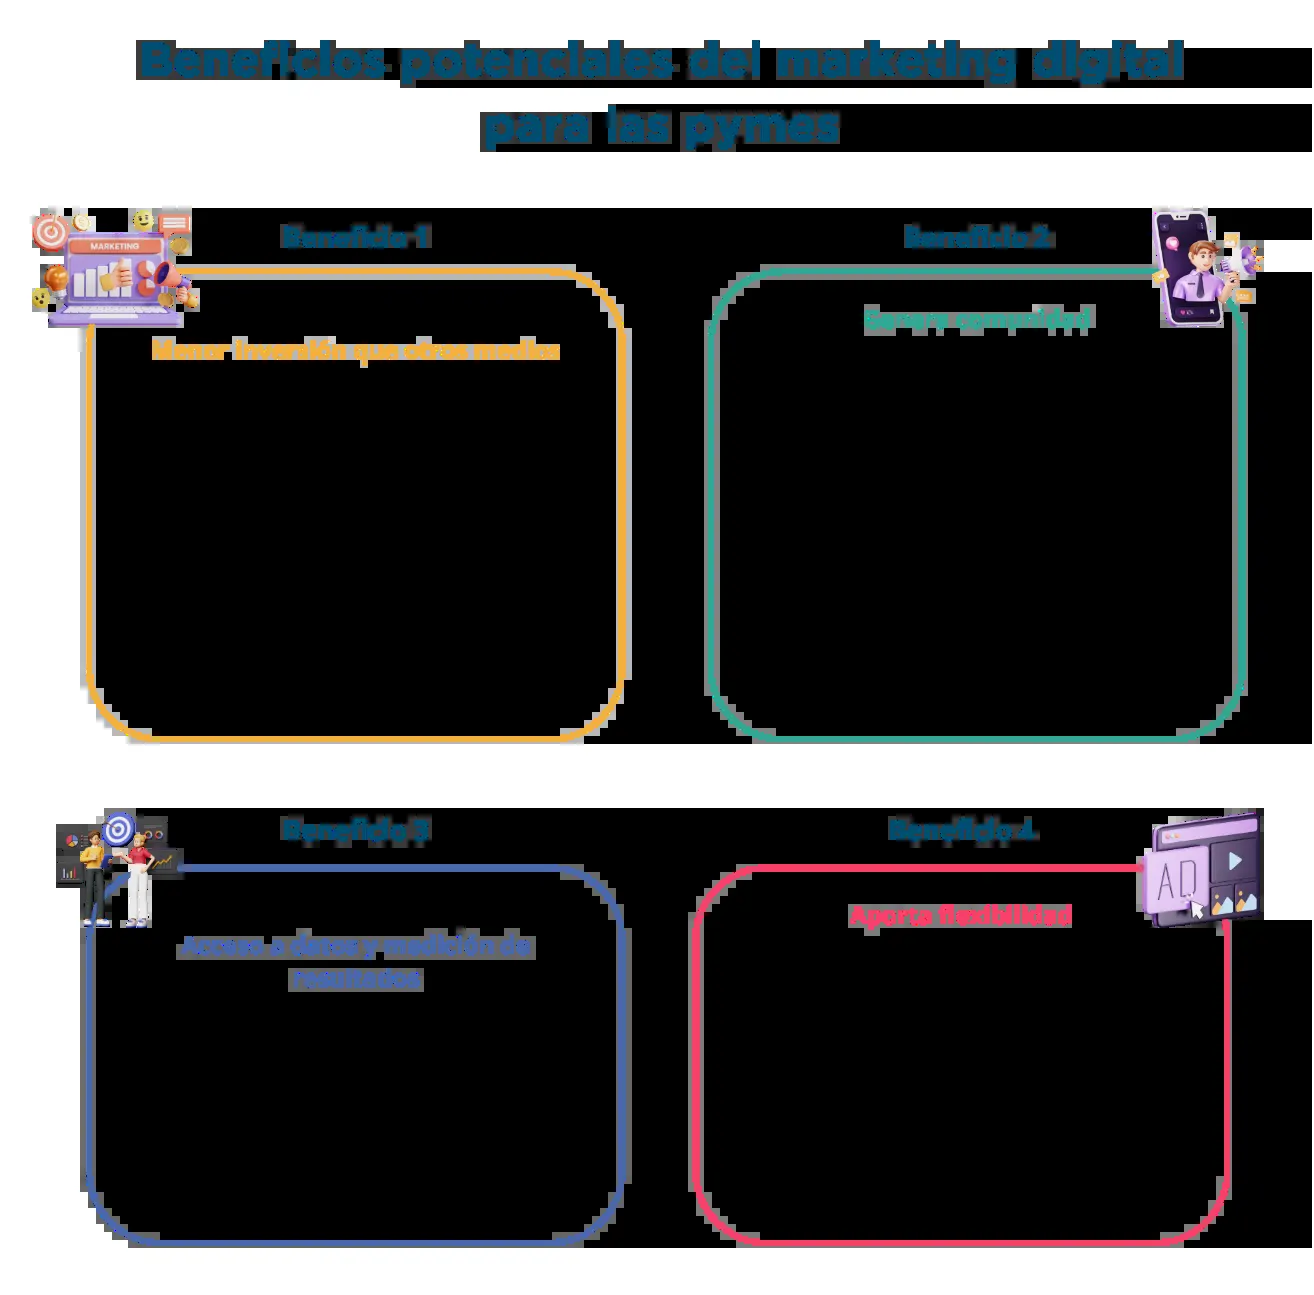 Beneficios potenciales del marketing digital
para las pymes
MARKETING
Beneficio 1
Menor inversión que otros medios
Beneficio 2
Genera comunidad
Beneficio 3
Acceso a datos y medición de
resultados
Beneficio 4
Aporta flexibilidad
AD